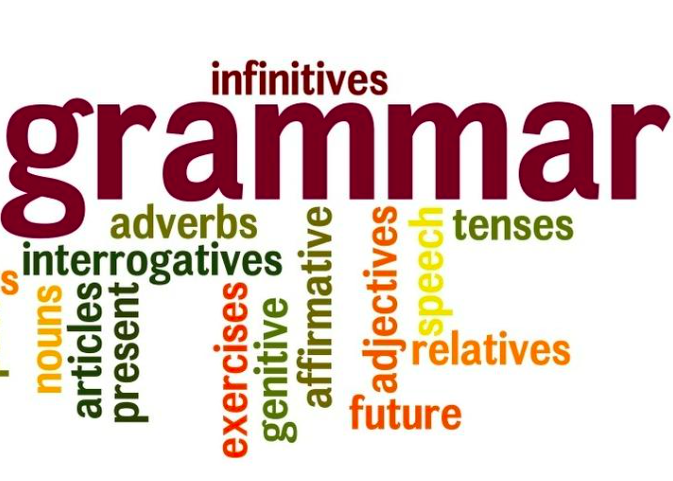 infinitives
grammar
adverbs
tenses
interrogatives
nouns
articles
present
exercises
genitive
affirmative
adjectives
speech
relatives
future